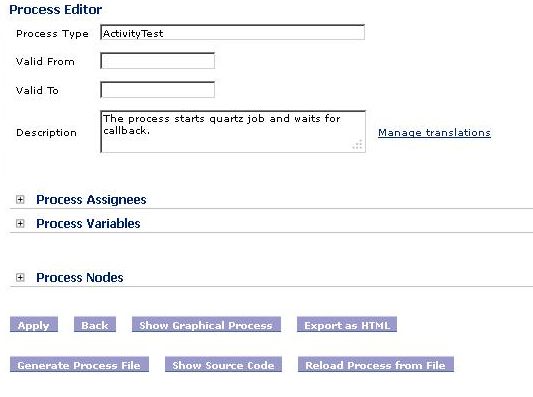 Process Editor
Process Type ActivityTest
Valid From
Valid To
Description The process starts quartz job and waits for
callback.
Manage translations
Process Assignees
Process Variables
Process Nodes
Apply Back Show Graphical Process Export as HTML
Generate Process File Show Source Code Reload Process from File